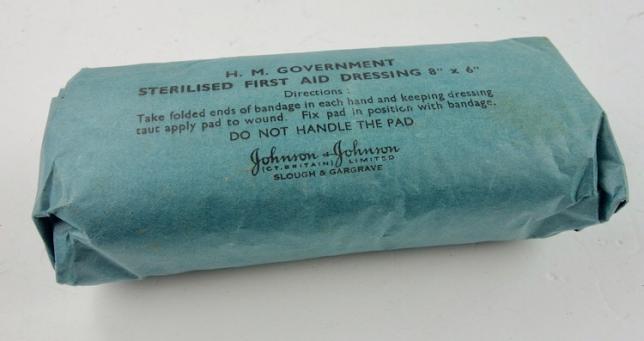 H. M. GOVERNMENT
STERILISED FIRST AID DRESSING 8" x 6"
Directions :
Take folded ends of bandage in each hand and keeping dressing
taut apply pad to wound. Fix pad in position with bandage.
DO NOT HANDLE THE PAD
Johnson & Johnson
(GT. BRITAIN) LIMITED
SLOUGH & GARGRAVE